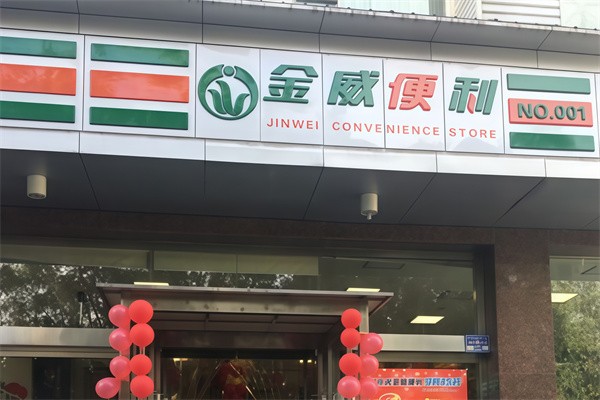 金威便利
JINWEI CONVENIENCE STORE
NO.001